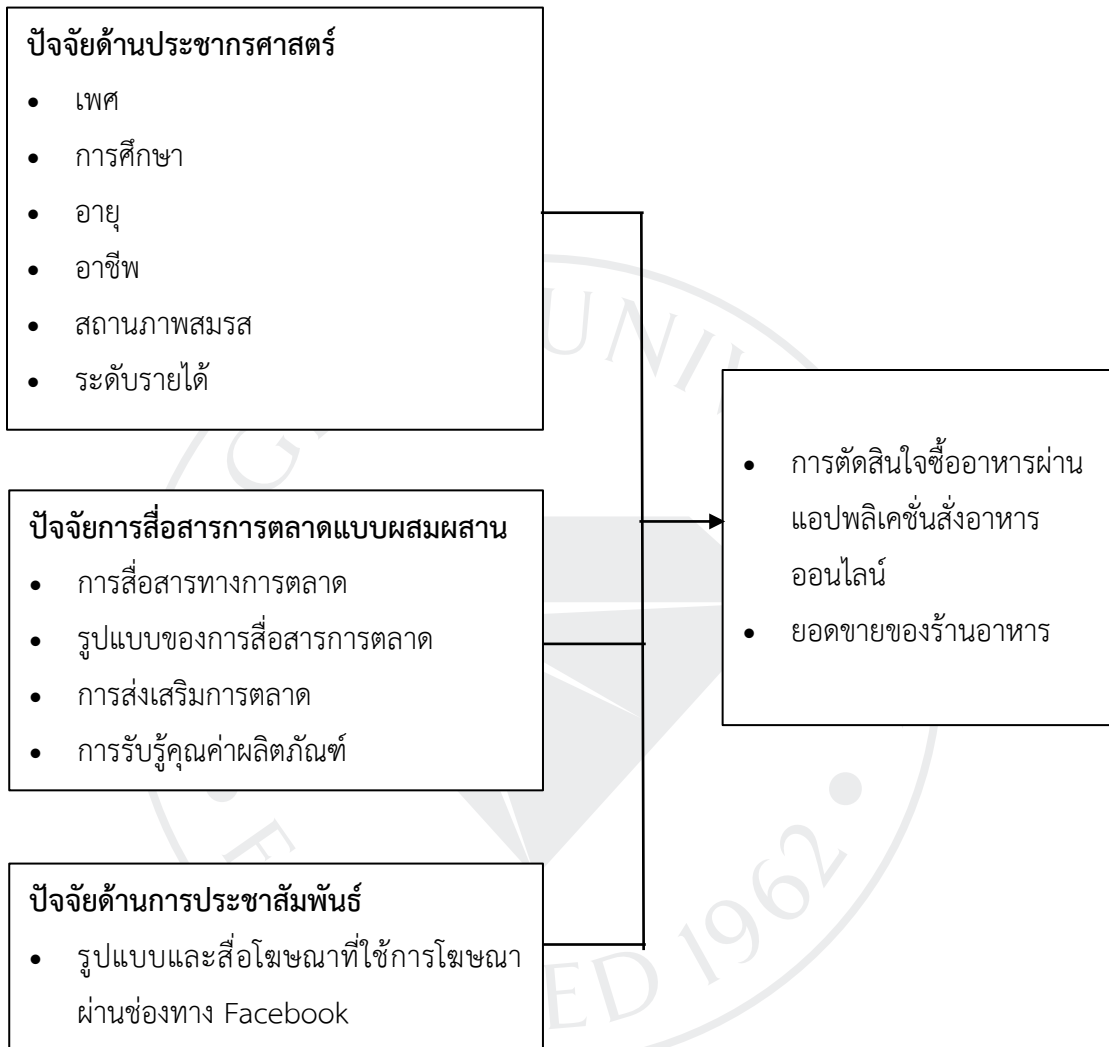 ปัจจัยด้านประชากรศาสตร์
• เพศ
• การศึกษา
• อายุ
• อาชีพ
• สถานภาพสมรส
• ระดับรายได้
ปัจจัยการสื่อสารการตลาดแบบผสมผสาน
• การสื่อสารทางการตลาด
• รูปแบบของการสื่อสารการตลาด
• การส่งเสริมการตลาด
• การรับรู้คุณค่าผลิตภัณฑ์
ปัจจัยด้านการประชาสัมพันธ์
• รูปแบบและสื่อโฆษณาที่ใช้การโฆษณา
ผ่านช่องทาง Facebook
• การตัดสินใจซื้ออาหารผ่าน
แอปพลิเคชั่นสั่งอาหาร
ออนไลน์
• ยอดขายของร้านอาหาร
1962